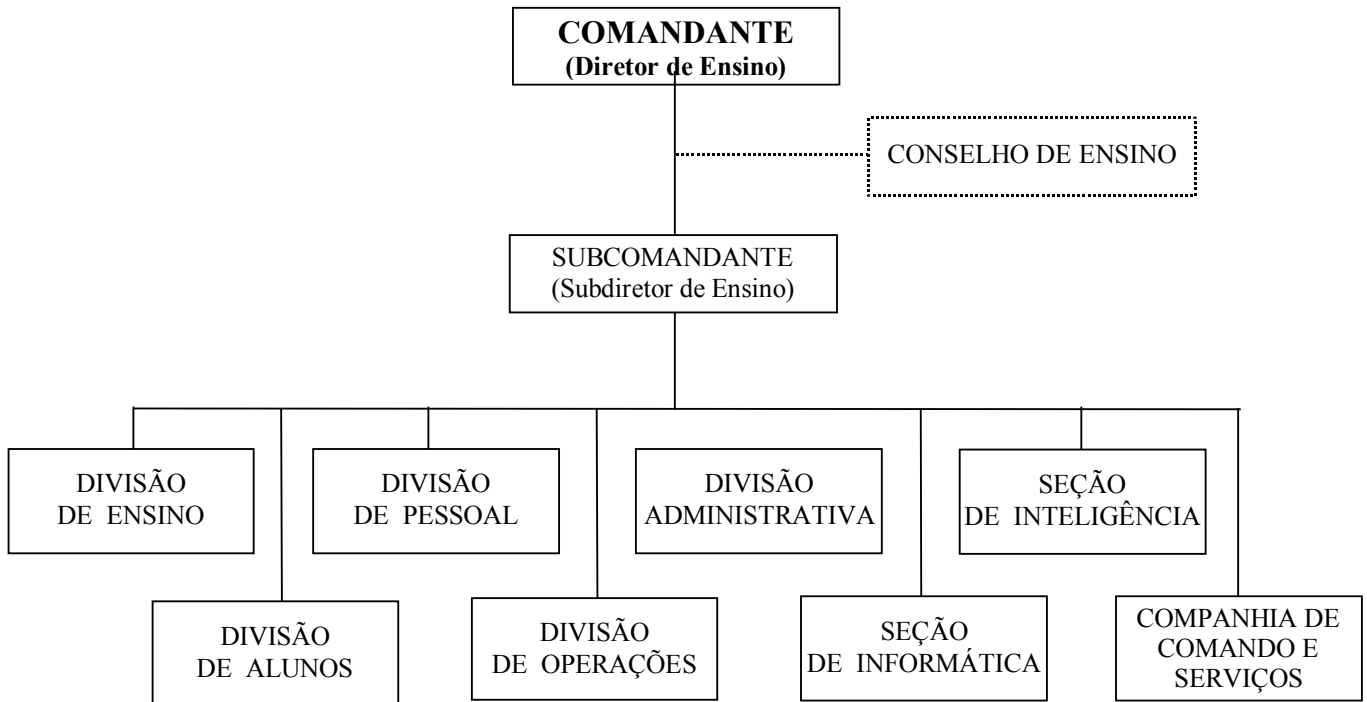 COMANDANTE
(Diretor de Ensino)
CONSELHO DE ENSINO
SUBCOMANDANTE
(Subdiretor de Ensino)
DIVISÃO
DE ENSINO
DIVISÃO
DE PESSOAL
DIVISÃO
ADMINISTRATIVA
SEÇÃO
DE INTELIGÊNCIA
DIVISÃO
DE ALUNOS
DIVISÃO
DE OPERAÇÕES
SEÇÃO
DE INFORMÁTICA
COMPANHIA DE
COMANDO E
SERVIÇOS